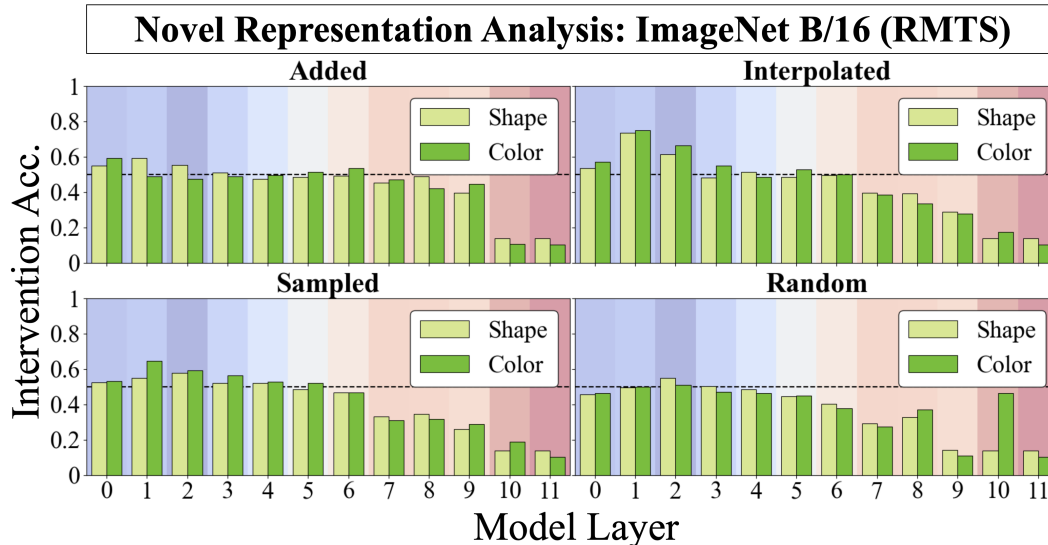 Novel Representation Analysis: ImageNet B/16 (RMTS)
Added
Interpolated
1
0.8
0.6
0.4
0.2
0
Shape
Color
Shape
Color
Intervention Acc.
Sampled
Random
1
0.8
0.6
0.4
0.2
0
Shape
Color
Shape
Color
0 1 2 3 4 5 6 7 8 9 10 11
0 1 2 3 4 5 6 7 8 9 10 11
Model Layer